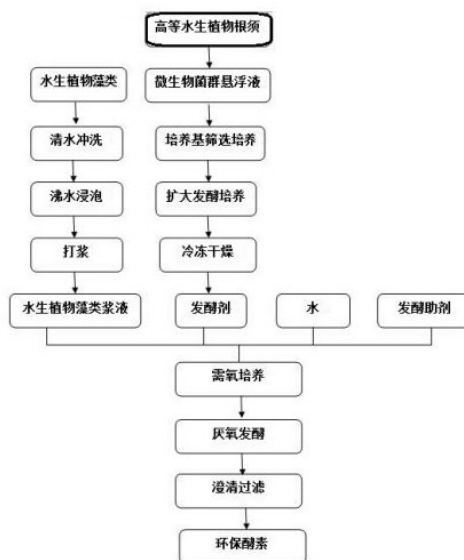 高等水生植物根须
水生植物藻类
微生物菌群悬浮液
清水冲洗
培养基筛选培养
沸水浸泡
扩大发酵培养
打浆
冷冻干燥
水生植物藻类浆液
发酵剂
水
发酵助剂
需氧培养
厌氧发酵
澄清过滤
环保酵素